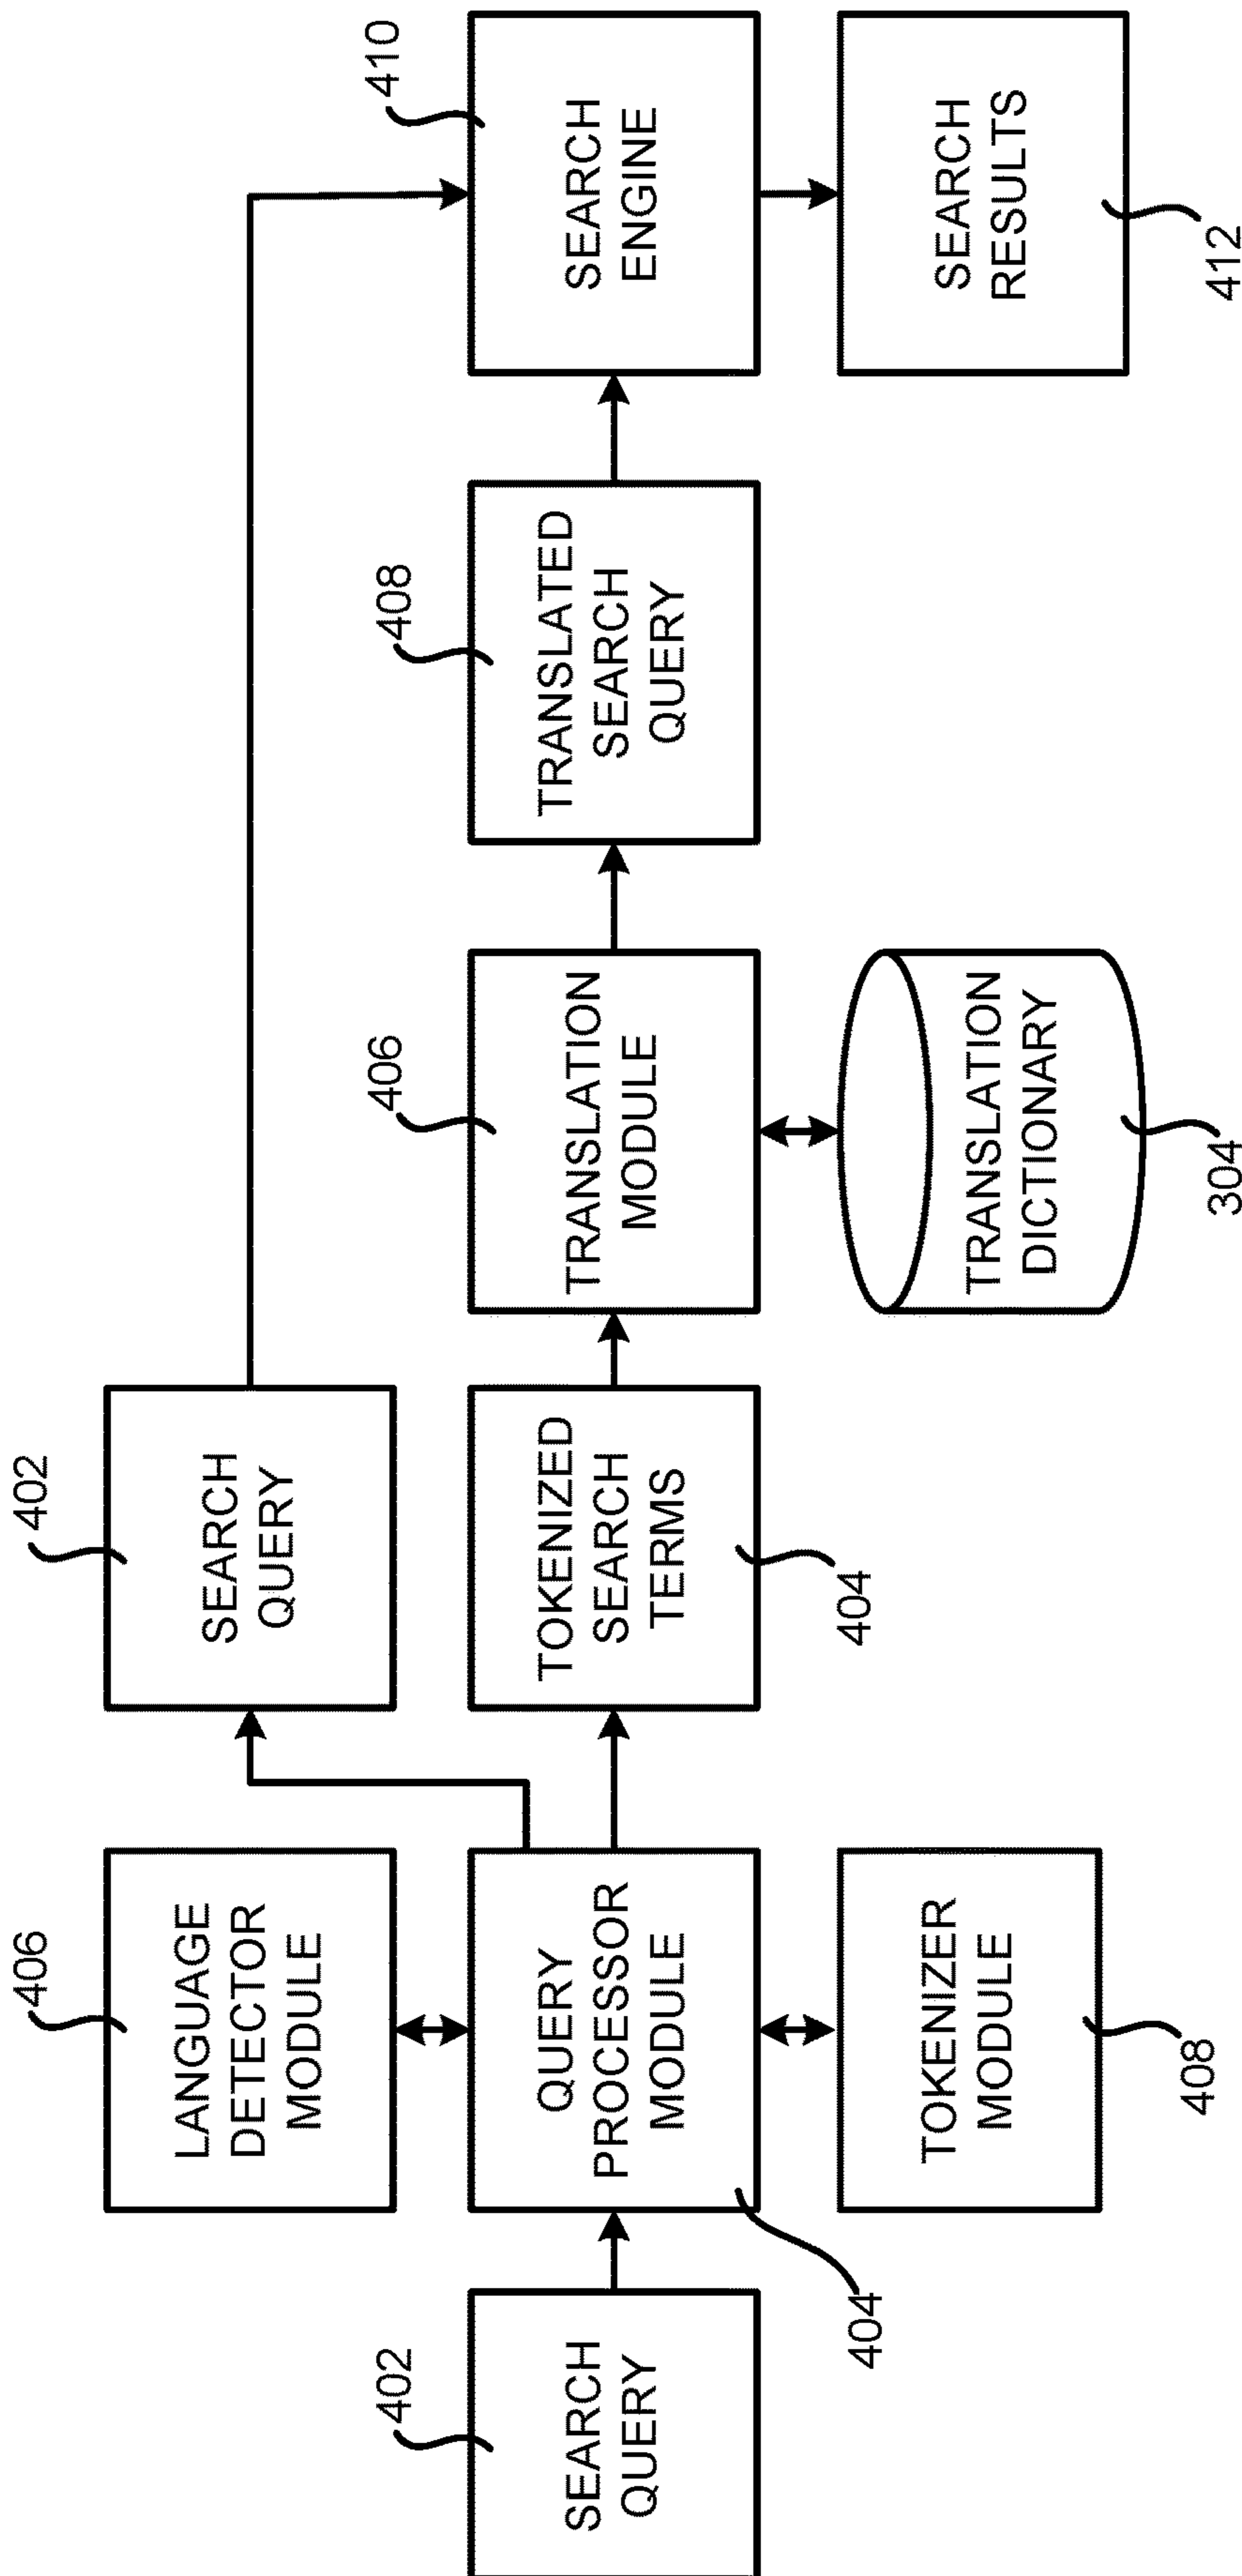 402
SEARCH
QUERY
406
LANGUAGE
DETECTOR
MODULE
QUERY
PROCESSOR
MODULE
404
TOKENIZER
MODULE
408
402
SEARCH
QUERY
TOKENIZED
SEARCH
TERMS
404
406
TRANSLATION
MODULE
TRANSLATION
DICTIONARY
304
408
TRANSLATED
SEARCH
QUERY
410
SEARCH
ENGINE
SEARCH
RESULTS
412